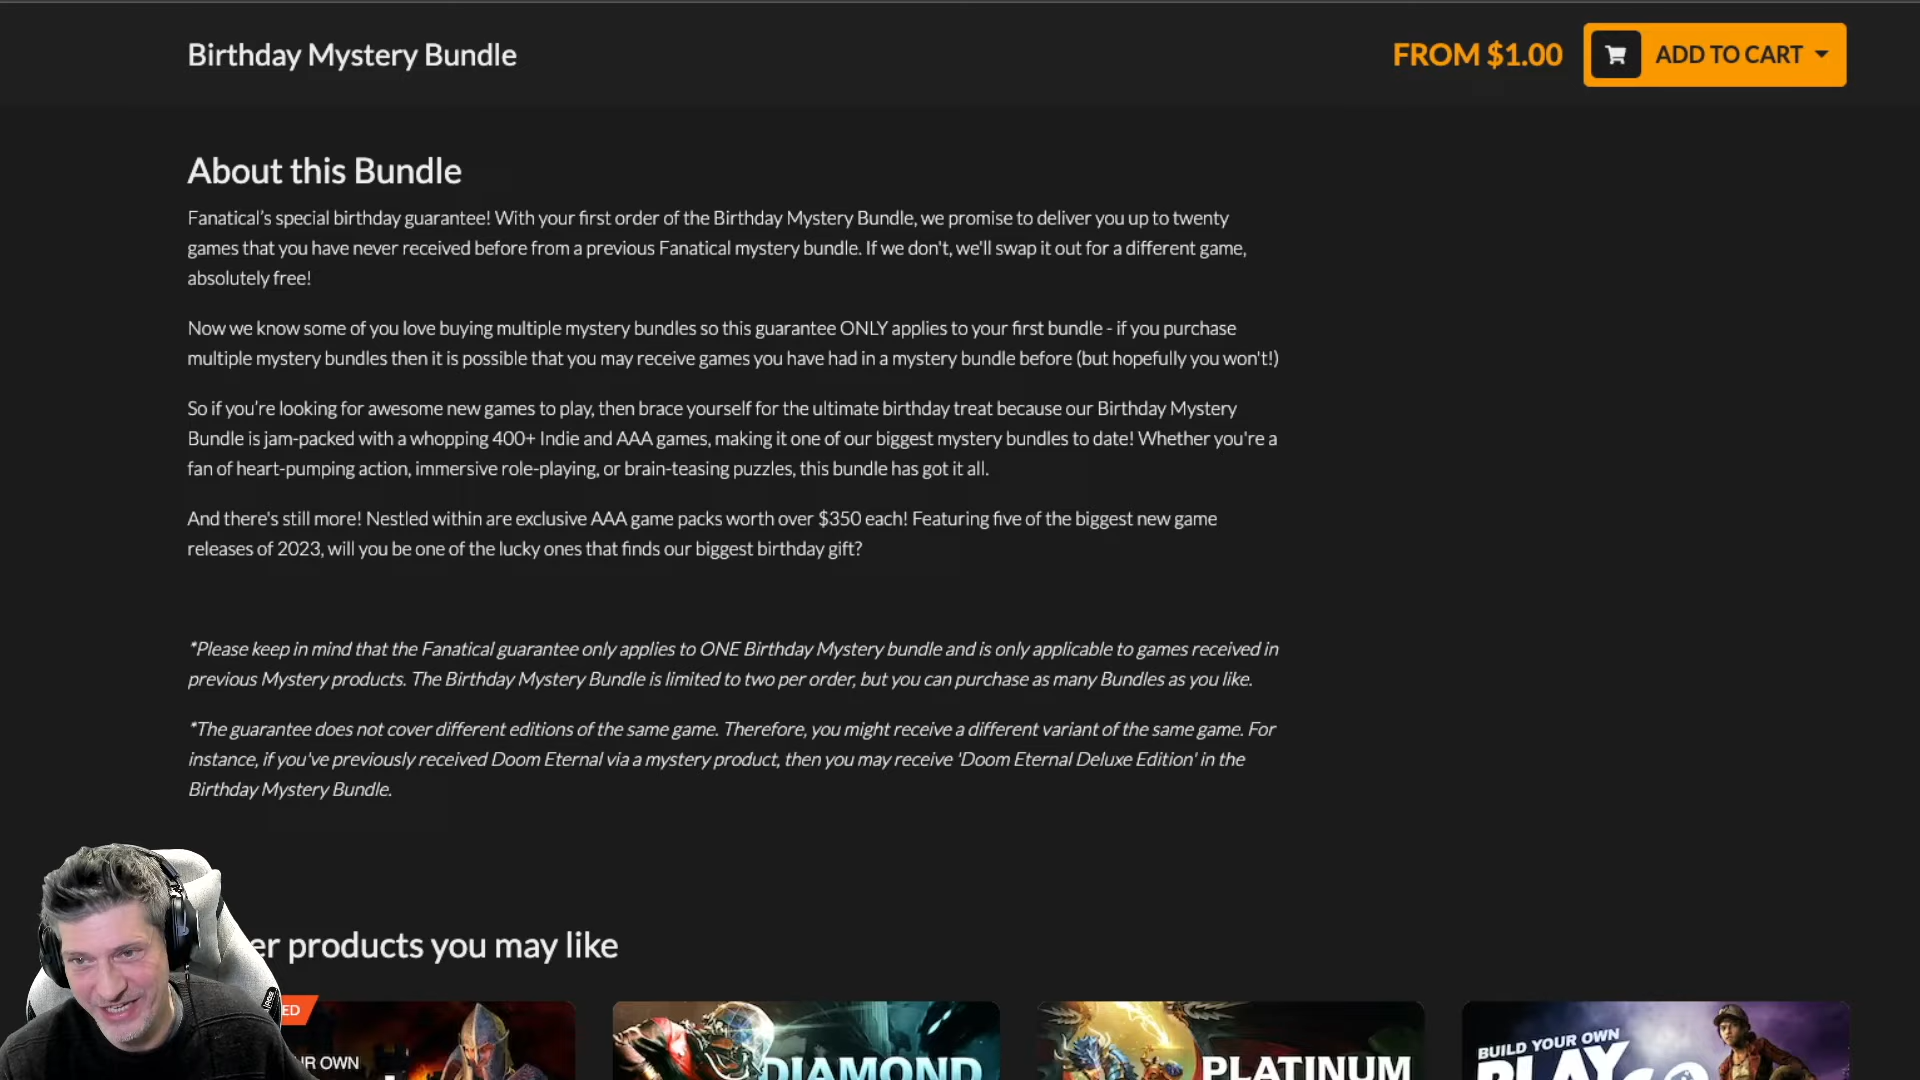 Birthday Mystery Bundle
FROM $1.00
ADD TO CART
About this Bundle
Fanatical’s special birthday guarantee! With your first order of the Birthday Mystery Bundle, we promise to deliver you up to twenty
games that you have never received before from a previous Fanatical mystery bundle. If we don't, we'll swap it out for a different game,
absolutely free!
Now we know some of you love buying multiple mystery bundles so this guarantee ONLY applies to your first bundle - if you purchase
multiple mystery bundles then it is possible that you may receive games you have had in a mystery bundle before (but hopefully you won't!)
So if you’re looking for awesome new games to play, then brace yourself for the ultimate birthday treat because our Birthday Mystery
Bundle is jam-packed with a whopping 400+ Indie and AAA games, making it one of our biggest mystery bundles to date! Whether you're a
fan of heart-pumping action, immersive role-playing, or brain-teasing puzzles, this bundle has got it all.
And there's still more! Nestled within are exclusive AAA game packs worth over $350 each! Featuring five of the biggest new game
releases of 2023, will you be one of the lucky ones that finds our biggest birthday gift?
*Please keep in mind that the Fanatical guarantee only applies to ONE Birthday Mystery bundle and is only applicable to games received in
previous Mystery products. The Birthday Mystery Bundle is limited to two per order, but you can purchase as many Bundles as you like.
*The guarantee does not cover different editions of the same game. Therefore, you might receive a different variant of the same game. For
instance, if you've previously received Doom Eternal via a mystery product, then you may receive 'Doom Eternal Deluxe Edition' in the
Birthday Mystery Bundle.
er products you may like
ED
R OWN
DIAMOND
PLATINUM
BUILD YOUR OWN
PLAY